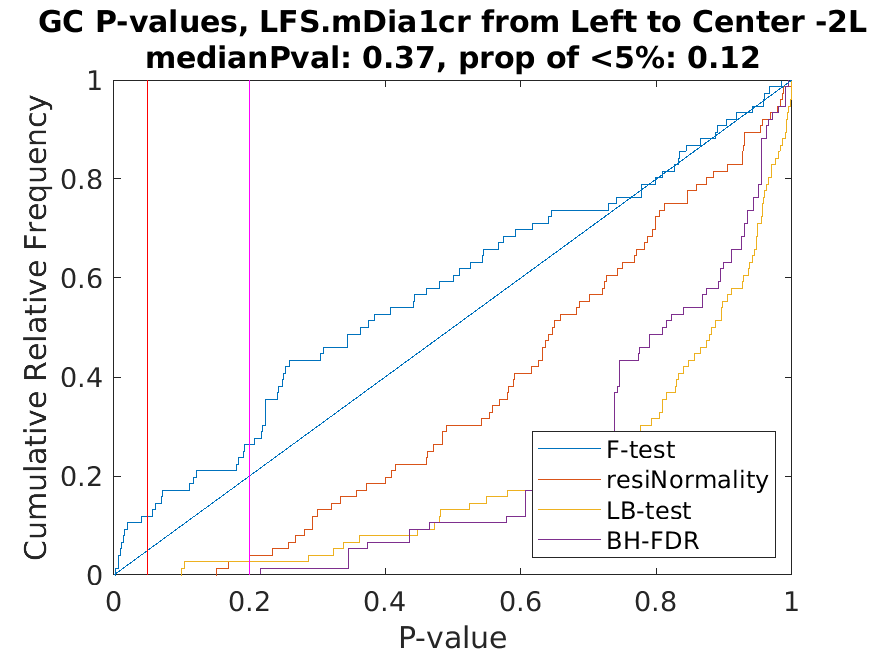 GC P-values, LFS.mDia1cr from Left to Center -2L
medianPval: 0.37, prop of <5%: 0.12
Cumulative Relative Frequency
1
0.8
0.6
0.4
0.2
0
F-test
resiNormality
LB-test
BH-FDR
0 0.2 0.4 0.6 0.8 1
P-value